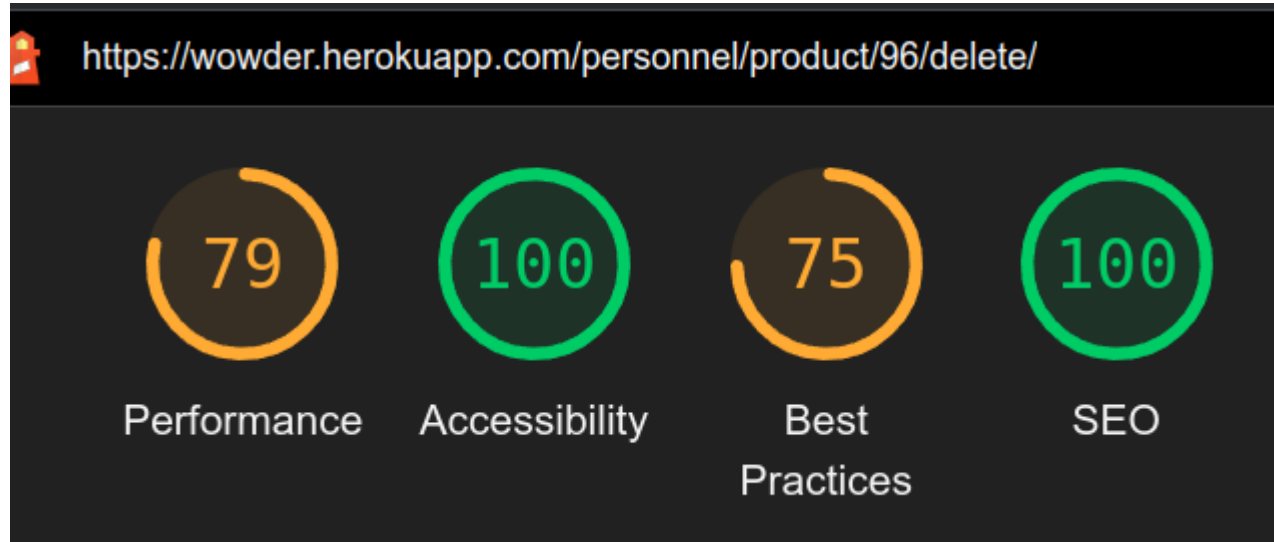 https://wowder.herokuapp.com/personnel/product/96/delete/
79
100
75
100
Performance
Accessibility
Best
Practices
SEO